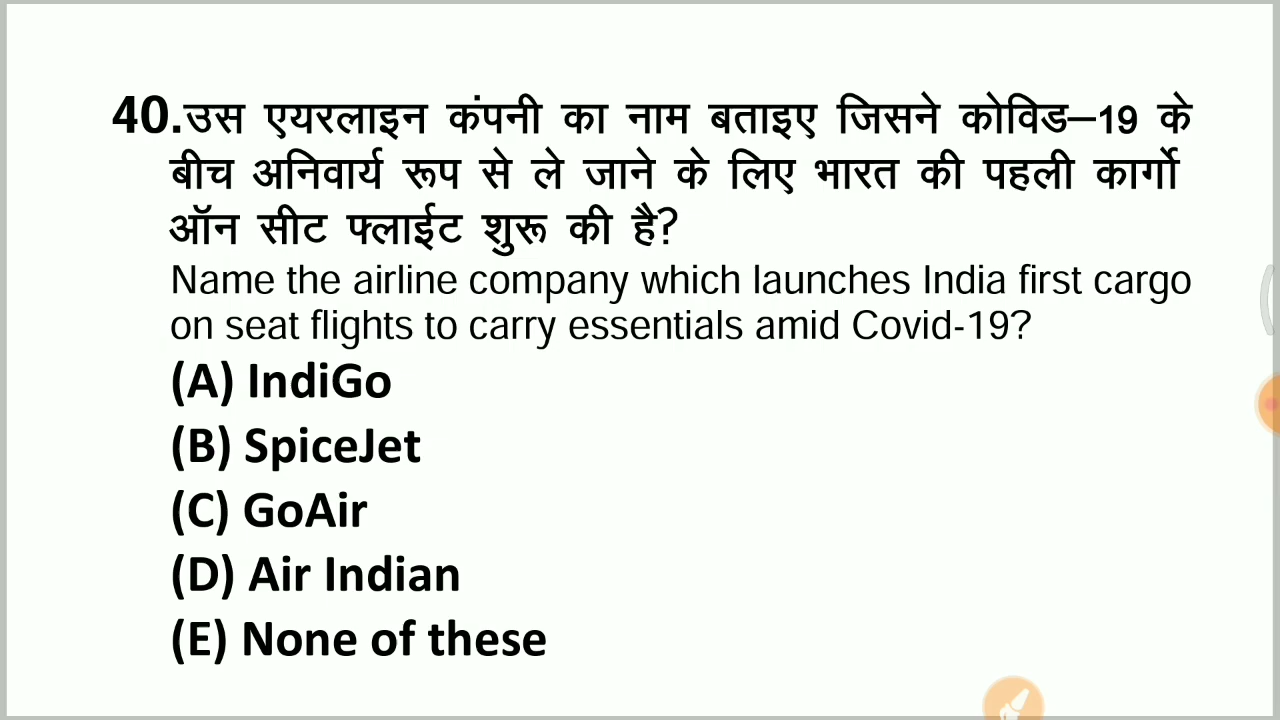 40.उस एयरलाइन कंपनी का नाम बताइए जिसने कोविड–19 के
बीच अनिवार्य रूप से ले जाने के लिए भारत की पहली कार्गो
ऑन सीट फ्लाईट शुरू की है?
Name the airline company which launches India first cargo
on seat flights to carry essentials amid Covid-19?
(A) IndiGo
(B) SpiceJet
(C) GoAir
(D) Air Indian
(E) None of these